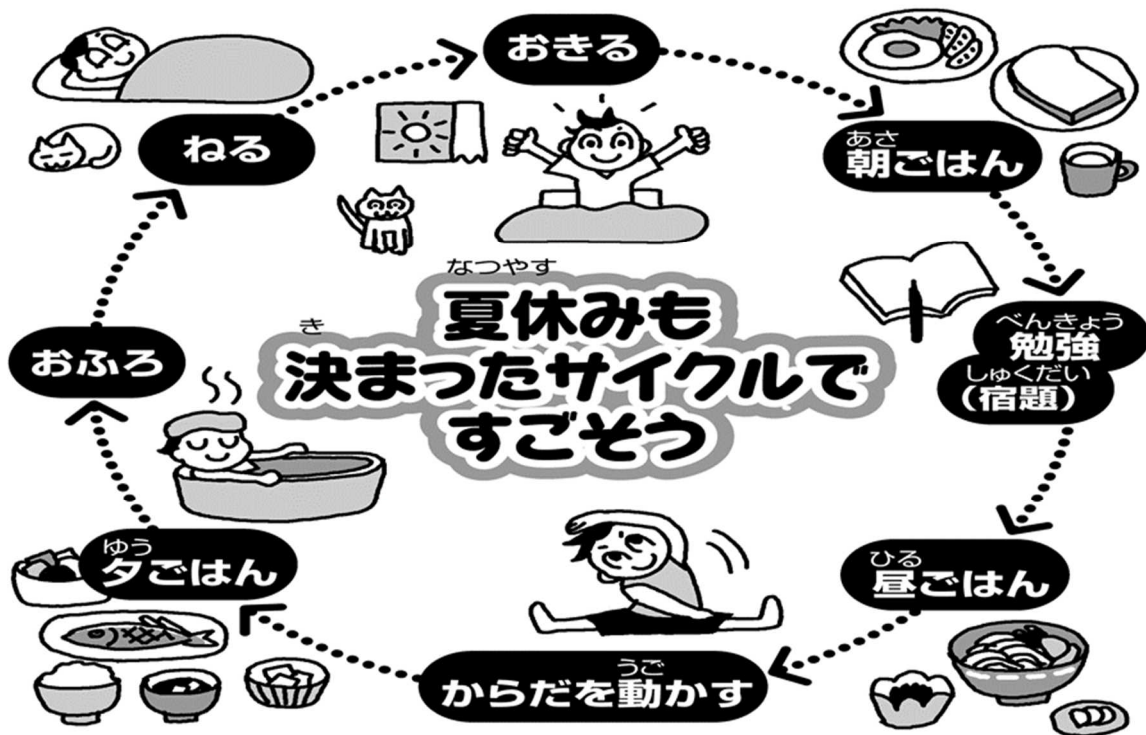 おきる
あさ
朝ごはん
べんきょう
勉強
しゅくだい
(宿題)
ひる
昼ごはん
うご
からだを動かす
ゆう
夕ごはん
おふろ
ねる
なつやす
夏休みも
き
決まったサイクルで
すごそう